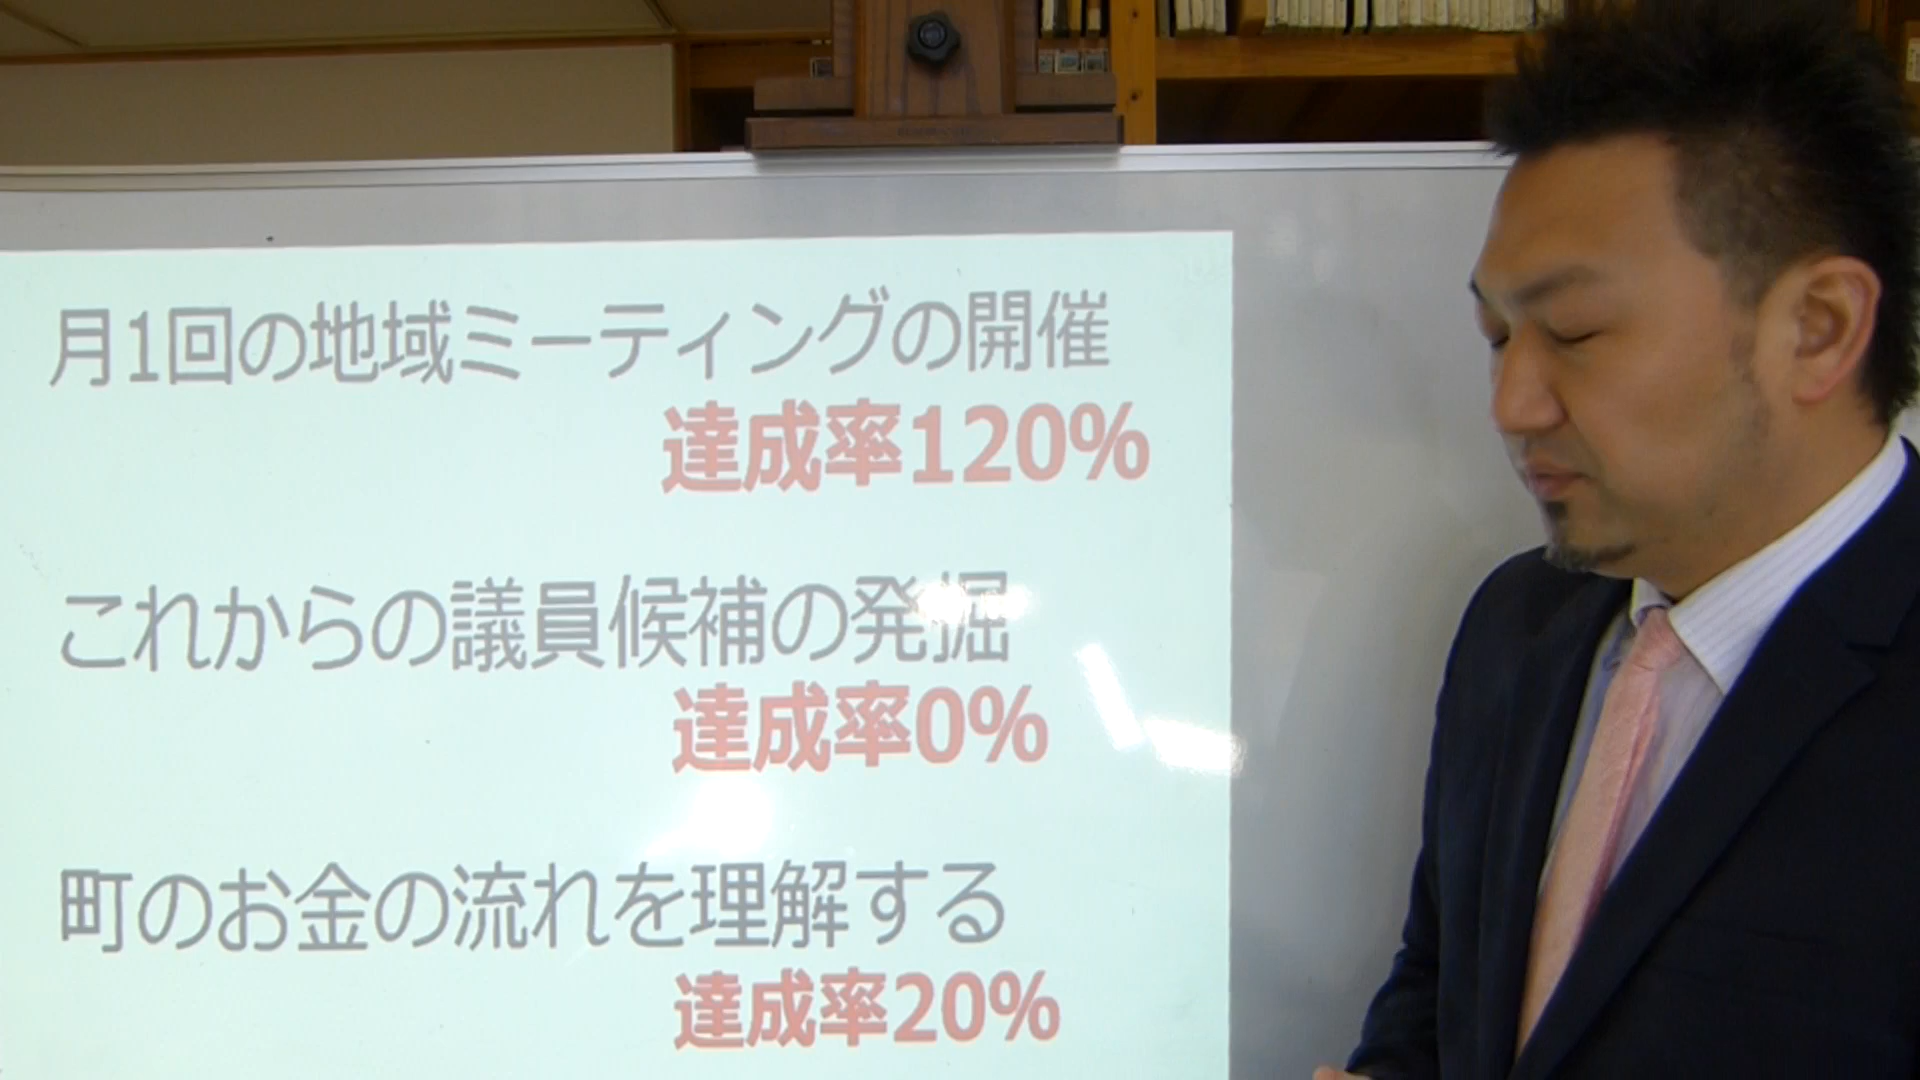 月1回の地域ミーティングの開催
達成率120%
これからの議員候補の発掘
達成率0%
町のお金の流れを理解する
達成率20%